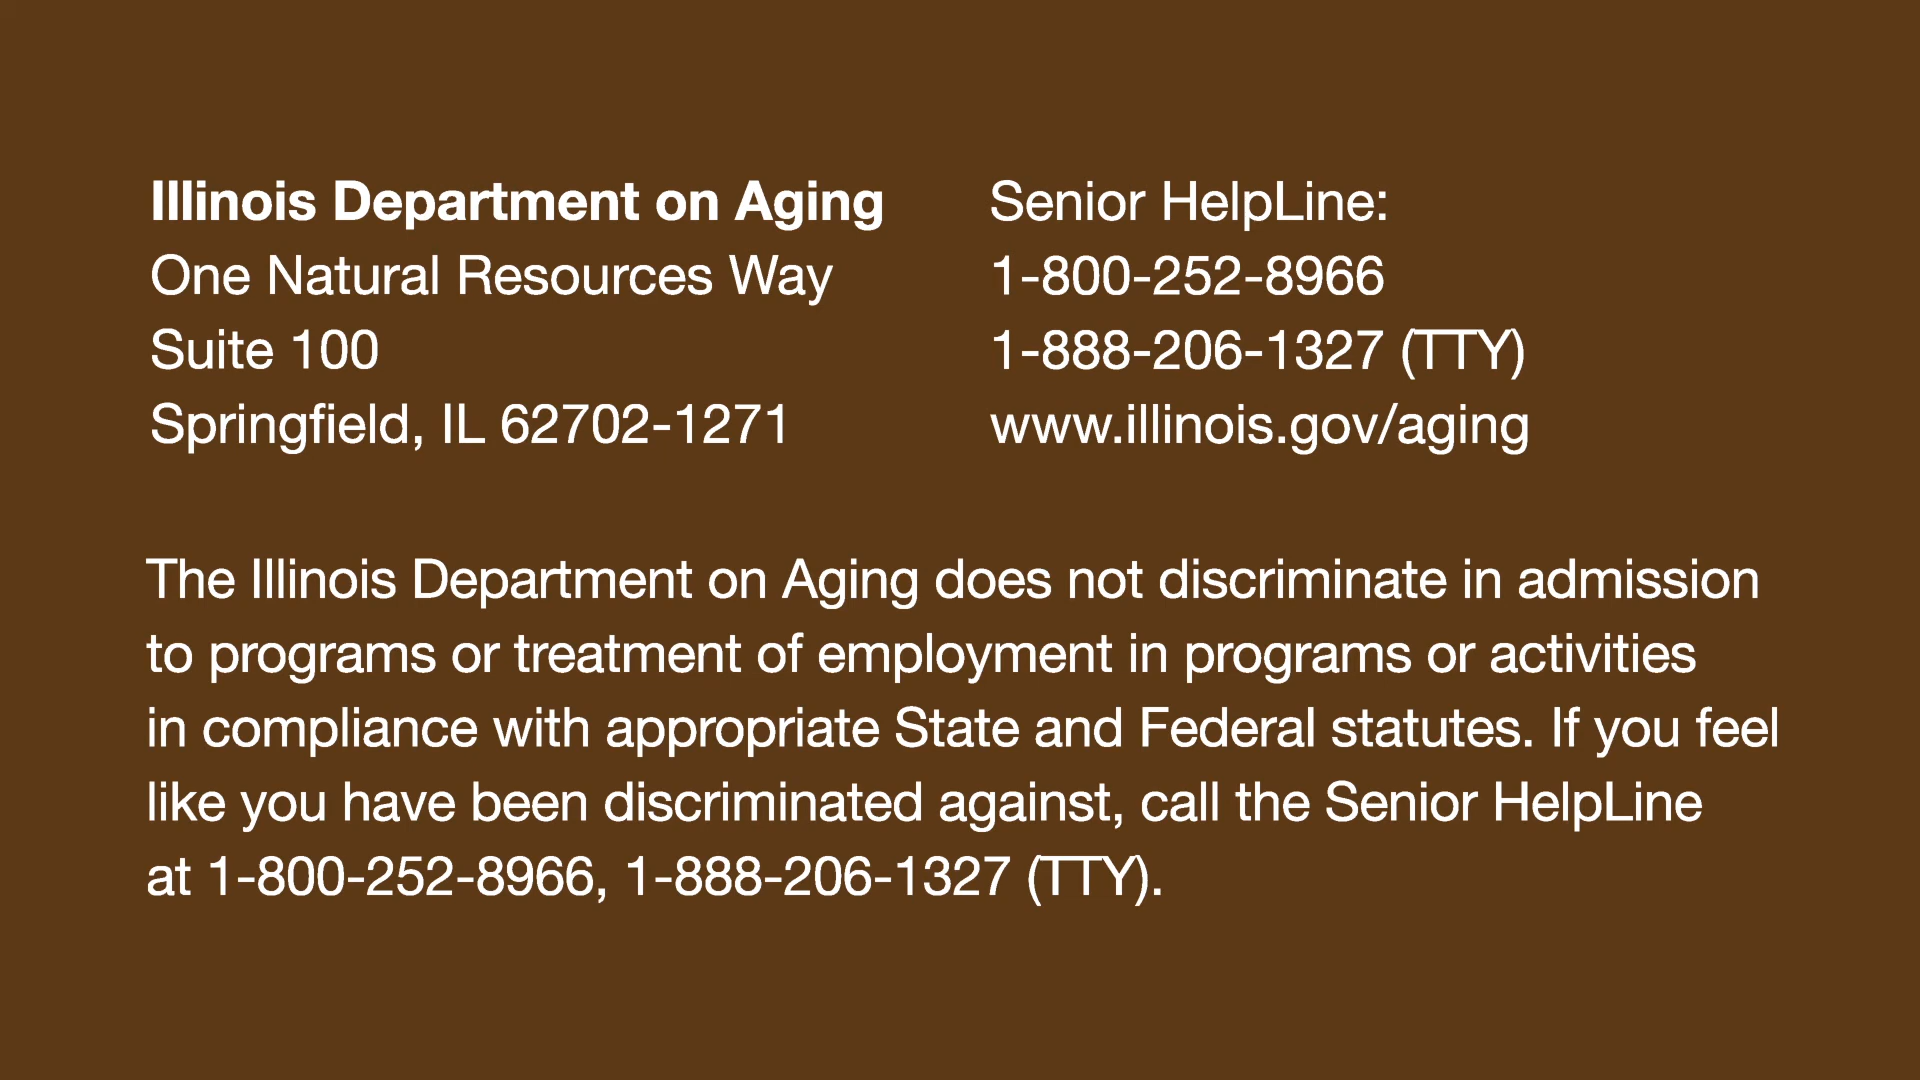 Illinois Department on Aging
One Natural Resources Way
Suite 100
Springfield, IL 62702-1271
Senior HelpLine:
1-800-252-8966
1-888-206-1327 (TTY)
www.illinois.gov/aging
The Illinois Department on Aging does not discriminate in admission
to programs or treatment of employment in programs or activities
in compliance with appropriate State and Federal statutes. If you feel
like you have been discriminated against, call the Senior HelpLine
at 1-800-252-8966, 1-888-206-1327 (TTY).